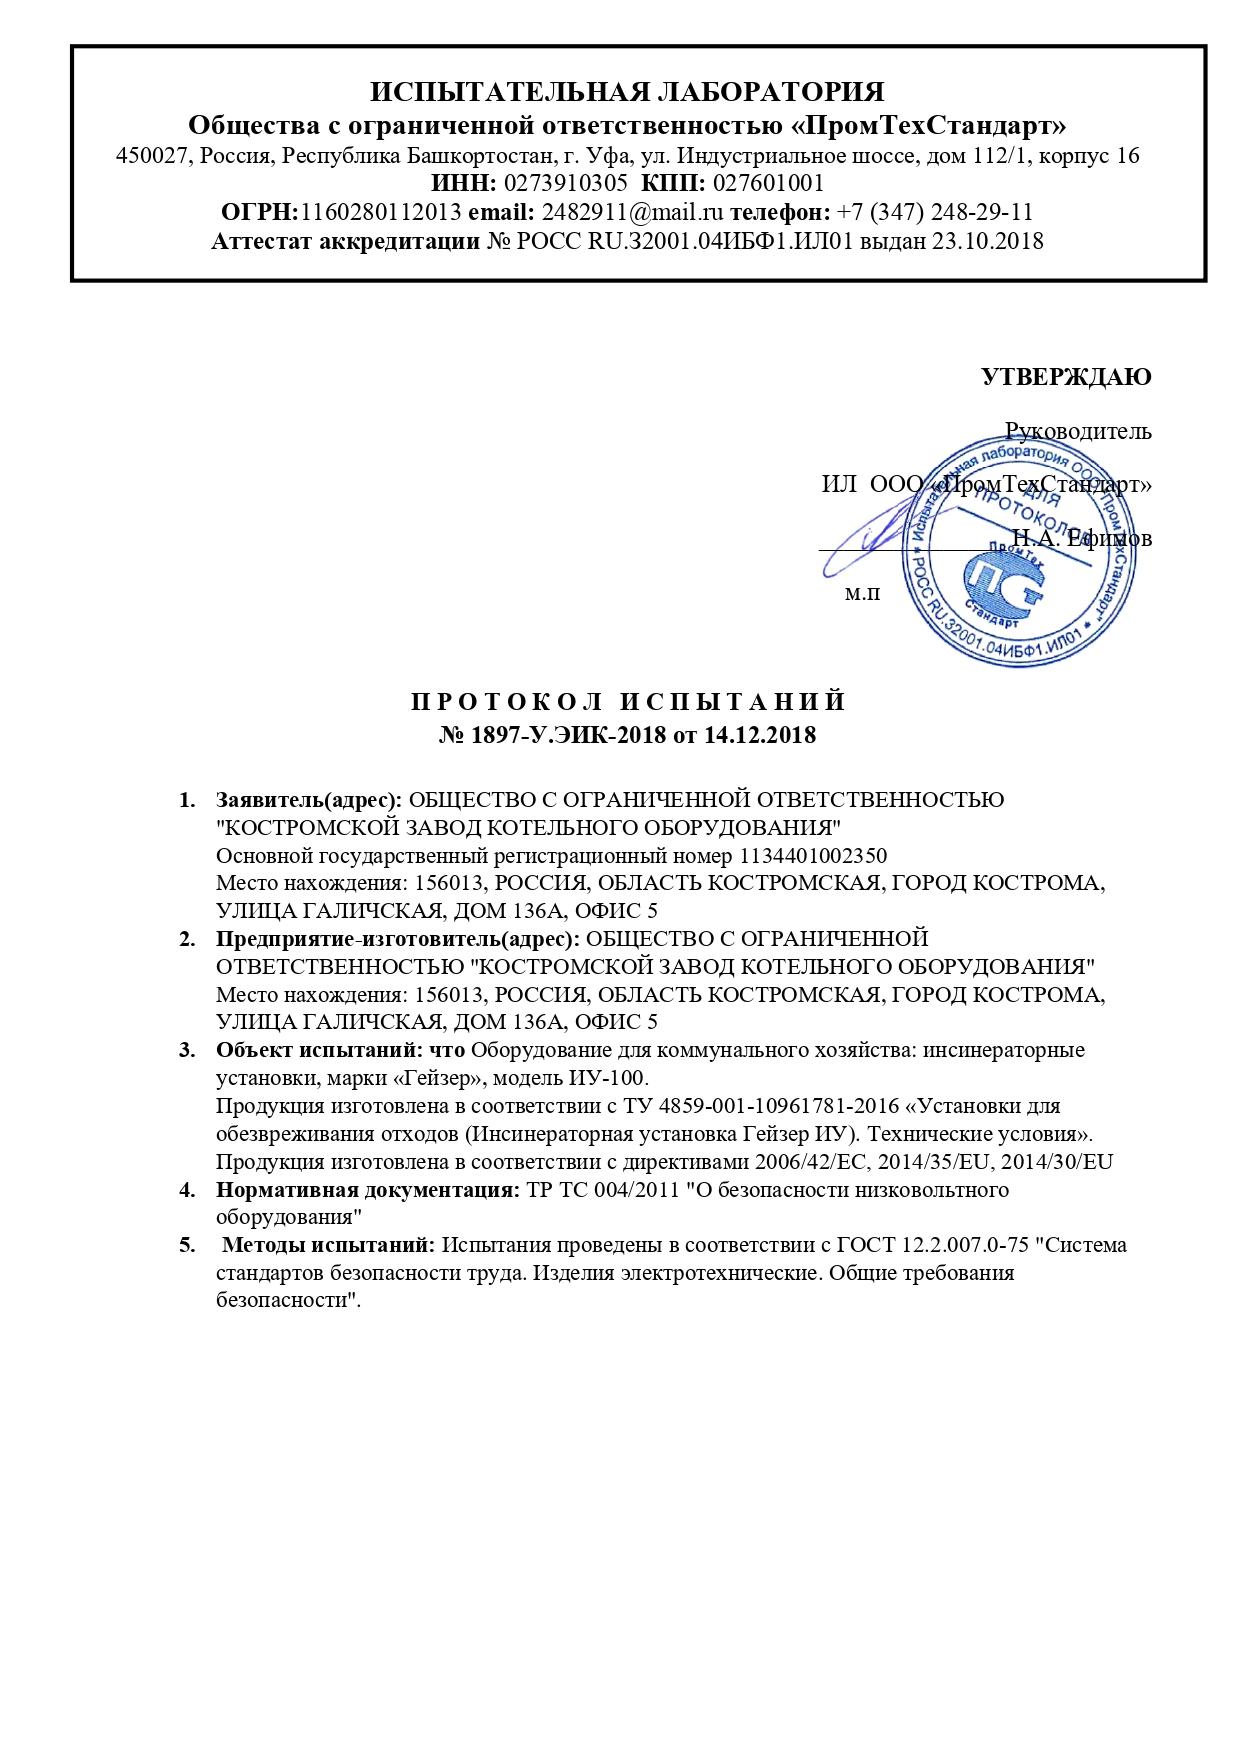 ИСПЫТАТЕЛЬНАЯ ЛАБОРАТОРИЯ
Общества с ограниченной ответственностью «ПромТехСтандарт»
450027, Россия, Республика Башкортостан, г. Уфа, ул. Индустриальное шоссе, дом 112/1, корпус 16
ИНН: 0273910305 КПП: 027601001
ОГРН:1160280112013 email: 2482911@mail.ru телефон: +7 (347) 248-29-11
Аттестат аккредитации № РОСС RU.З2001.04ИБФ1.ИЛ01 выдан 23.10.2018
УТВЕРЖДАЮ
Руководитель
ИЛ ООО «ПромТехСтандарт»
Н.А. Ефимов
м.п
* Испытательная лаборатория ООО "ПромТехСтандарт" *
РОСС RU.З2001.04ИБФ1.ИЛ01
ДЛЯ
ПРОТОКОЛОВ
ПромТех
Стандарт
П Р О Т О К О Л И С П Ы Т А Н И Й
№ 1897-У.ЭИК-2018 от 14.12.2018
1. Заявитель(адрес): ОБЩЕСТВО С ОГРАНИЧЕННОЙ ОТВЕТСТВЕННОСТЬЮ
"КОСТРОМСКОЙ ЗАВОД КОТЕЛЬНОГО ОБОРУДОВАНИЯ"
Основной государственный регистрационный номер 1134401002350
Место нахождения: 156013, РОССИЯ, ОБЛАСТЬ КОСТРОМСКАЯ, ГОРОД КОСТРОМА,
УЛИЦА ГАЛИЧСКАЯ, ДОМ 136А, ОФИС 5
2. Предприятие-изготовитель(адрес): ОБЩЕСТВО С ОГРАНИЧЕННОЙ
ОТВЕТСТВЕННОСТЬЮ "КОСТРОМСКОЙ ЗАВОД КОТЕЛЬНОГО ОБОРУДОВАНИЯ"
Место нахождения: 156013, РОССИЯ, ОБЛАСТЬ КОСТРОМСКАЯ, ГОРОД КОСТРОМА,
УЛИЦА ГАЛИЧСКАЯ, ДОМ 136А, ОФИС 5
3. Объект испытаний: что Оборудование для коммунального хозяйства: инсинераторные
установки, марки «Гейзер», модель ИУ-100.
Продукция изготовлена в соответствии с ТУ 4859-001-10961781-2016 «Установки для
обезвреживания отходов (Инсинераторная установка Гейзер ИУ). Технические условия».
Продукция изготовлена в соответствии с директивами 2006/42/EC, 2014/35/EU, 2014/30/EU
4. Нормативная документация: ТР ТС 004/2011 "О безопасности низковольтного
оборудования"
5. Методы испытаний: Испытания проведены в соответствии с ГОСТ 12.2.007.0-75 "Система
стандартов безопасности труда. Изделия электротехнические. Общие требования
безопасности".